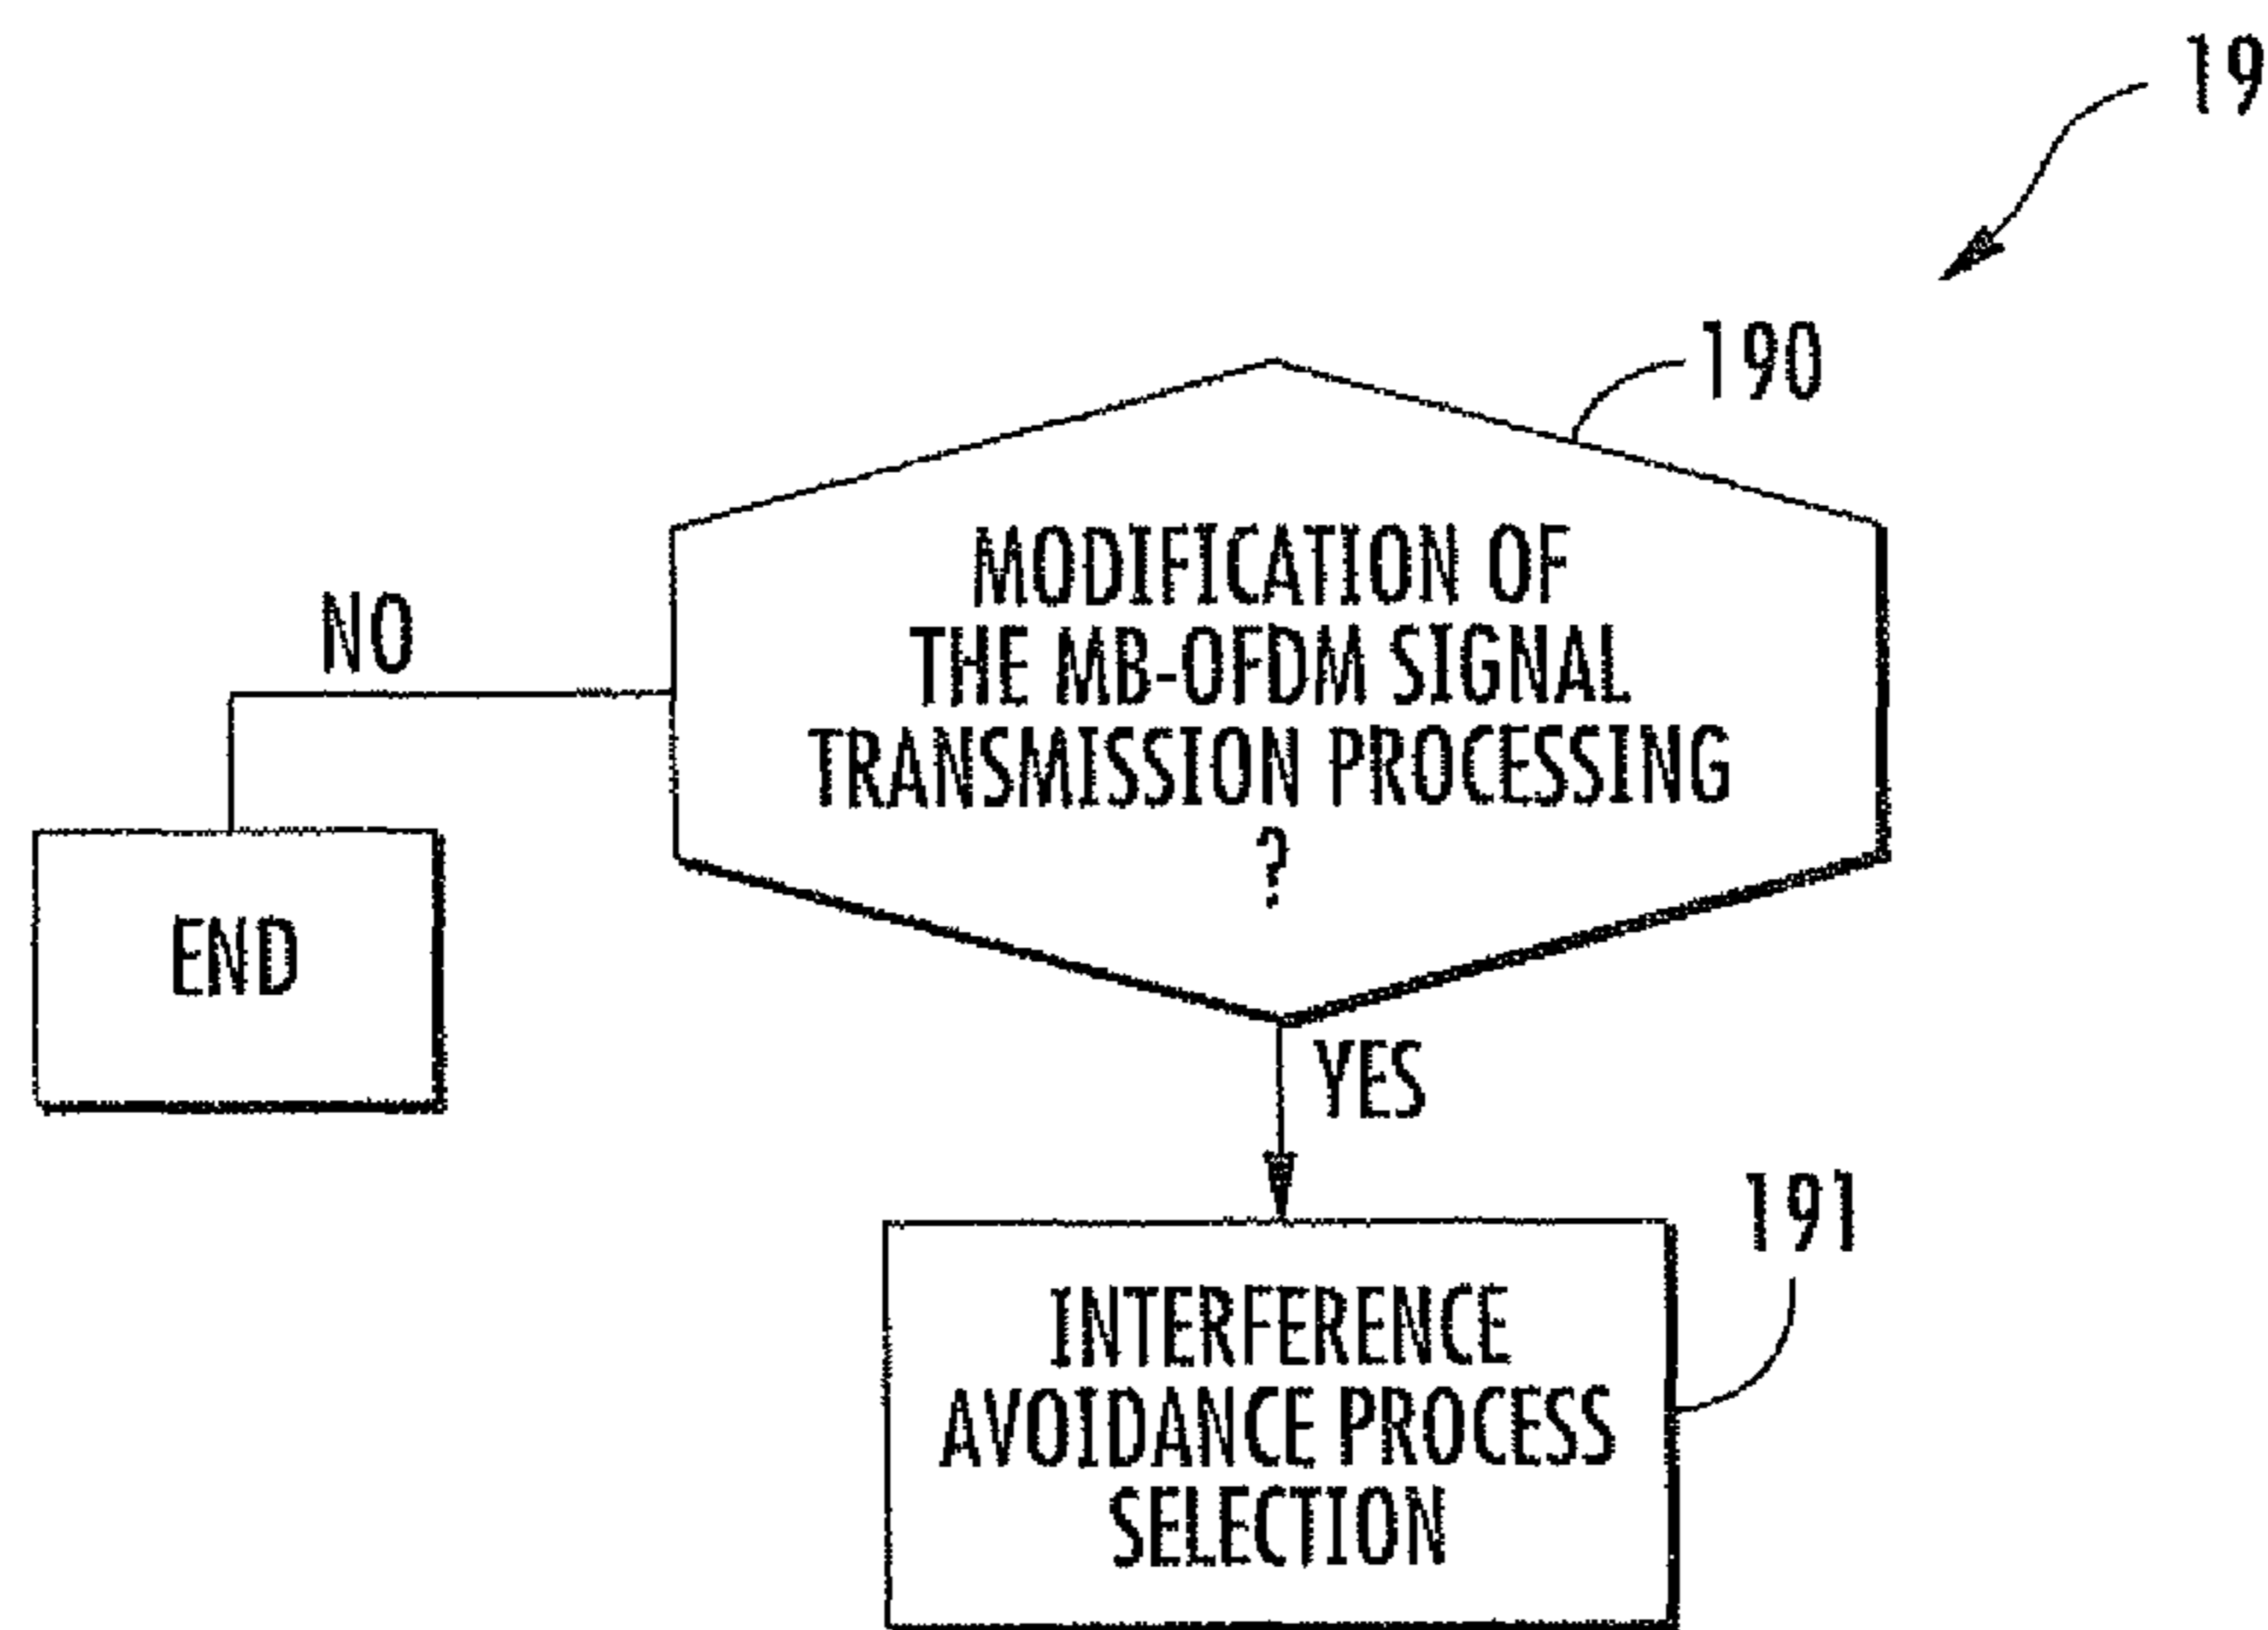 19
190
MODIFICATION OF
THE MB-OFDM SIGNAL
TRANSMISSION PROCESSING
?
NO
END
YES
191
INTERFERENCE
AVOIDANCE PROCESS
SELECTION